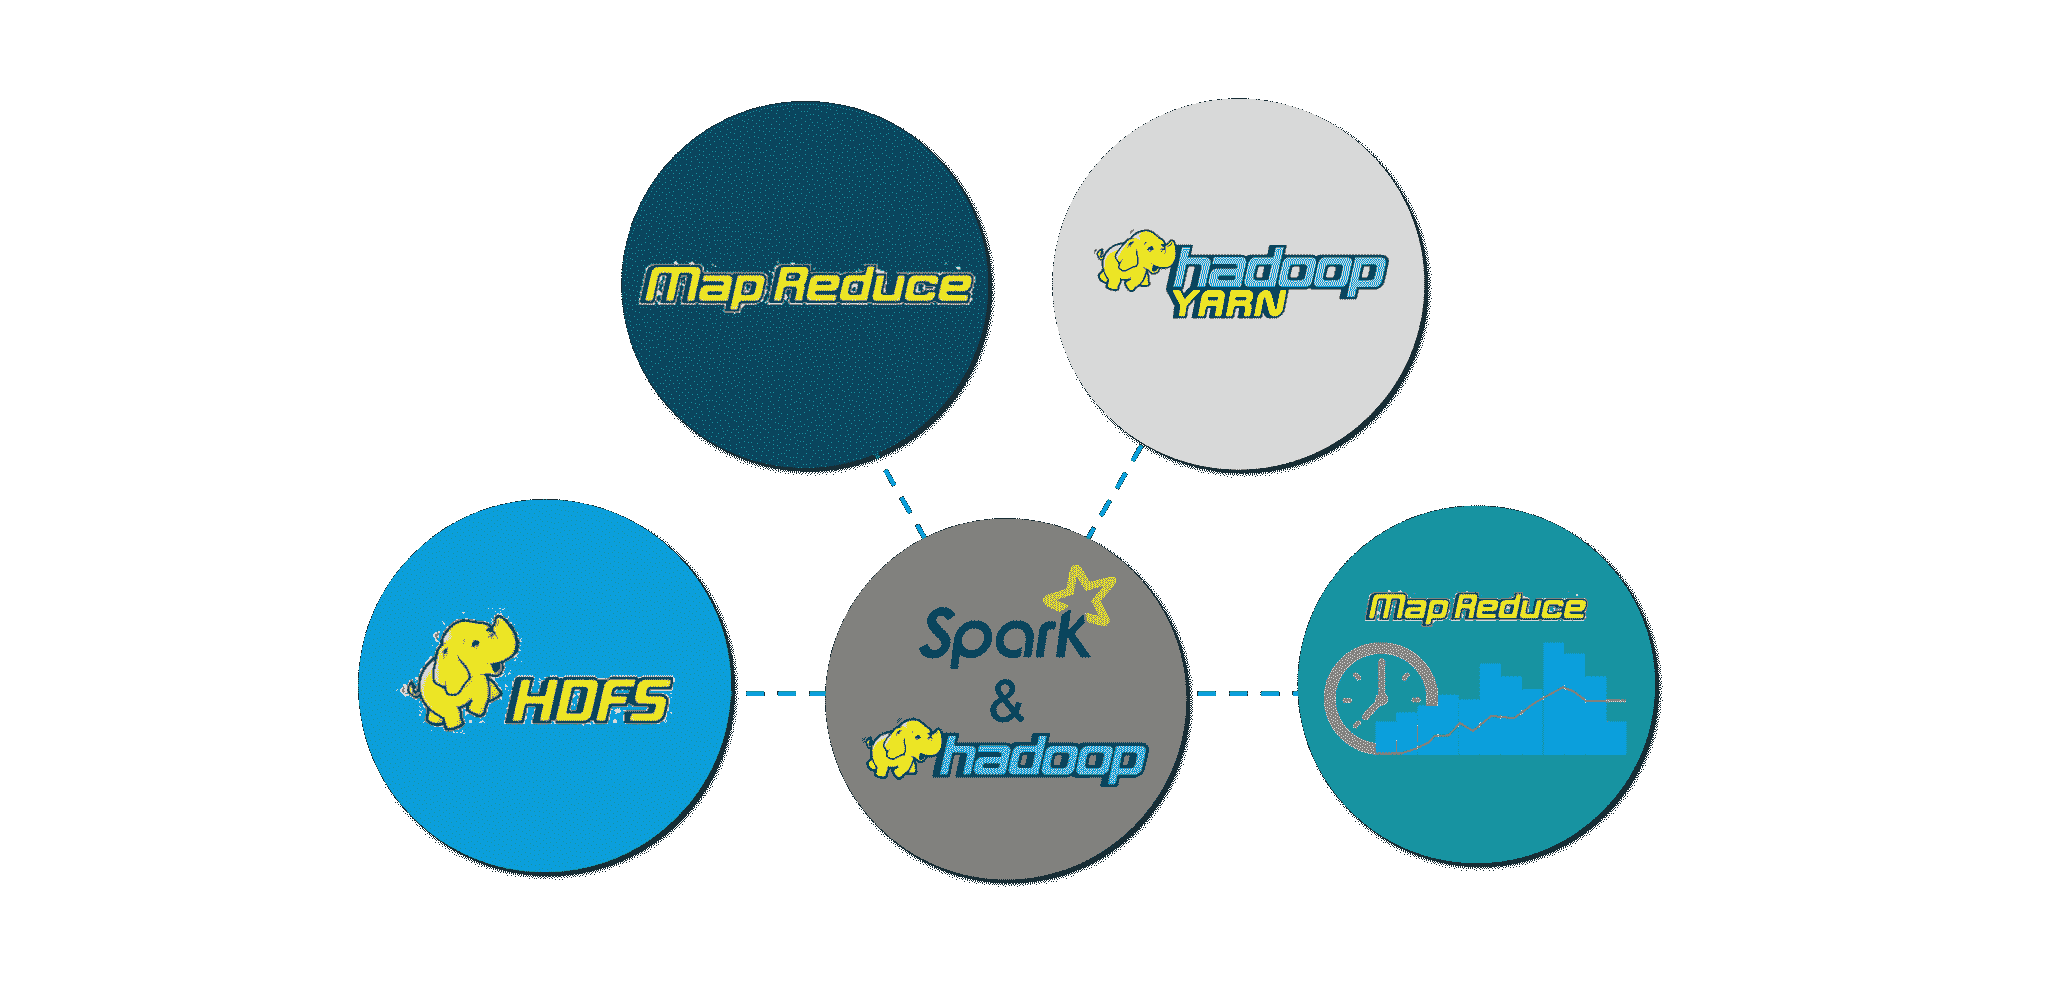 Map Reduce
hadoop
YARN
HDFS
Spark
&
hadoop
Map Reduce